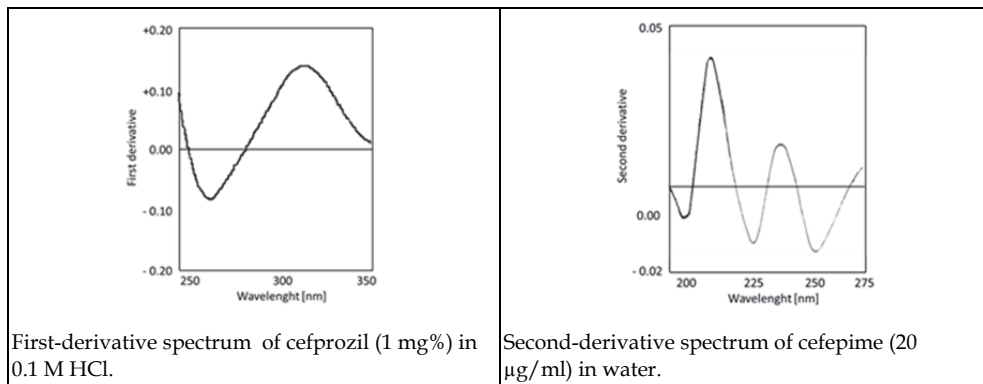 +0.20
+0.10
0.00
- 0.10
- 0.20
First derivative
250
300
350
Wavelenght [nm]
First-derivative spectrum of cefprozil (1 mg%) in
0.1 M HCl.
0.05
0.00
- 0.02
Second derivative
200
225
250
275
Wavelenght [nm]
Second-derivative spectrum of cefepime (20
µg/ml) in water.